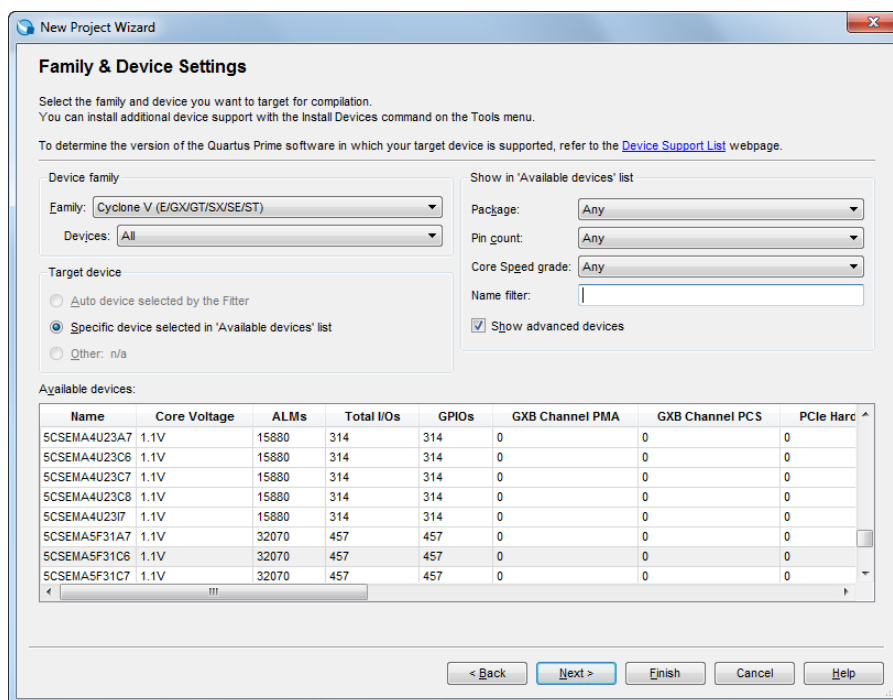 New Project Wizard
Family & Device Settings
Select the family and device you want to target for compilation.
You can install additional device support with the Install Devices command on the Tools menu.
To determine the version of the Quartus Prime software in which your target device is supported, refer to the Device Support List webpage.
Device family
Family: Cyclone V (E/GX/GT/SX/SE/ST)
Devices: All
Target device
Auto device selected by the Fitter
Specific device selected in 'Available devices' list
Other: n/a
Show in 'Available devices' list
Package: Any
Pin count: Any
Core Speed grade: Any
Name filter:
Show advanced devices
Available devices:
Name Core Voltage ALMs Total I/Os GPIOs GXB Channel PMA GXB Channel PCS PCIe Hard
5CSEMA4U23A7 1.1V 15880 314 314 0 0 0
5CSEMA4U23C6 1.1V 15880 314 314 0 0 0
5CSEMA4U23C7 1.1V 15880 314 314 0 0 0
5CSEMA4U23C8 1.1V 15880 314 314 0 0 0
5CSEMA4U23I7 1.1V 15880 314 314 0 0 0
5CSEMA5F31A7 1.1V 32070 457 457 0 0 0
5CSEMA5F31C6 1.1V 32070 457 457 0 0 0
5CSEMA5F31C7 1.1V 32070 457 457 0 0 0
< Back Next > Finish Cancel Help